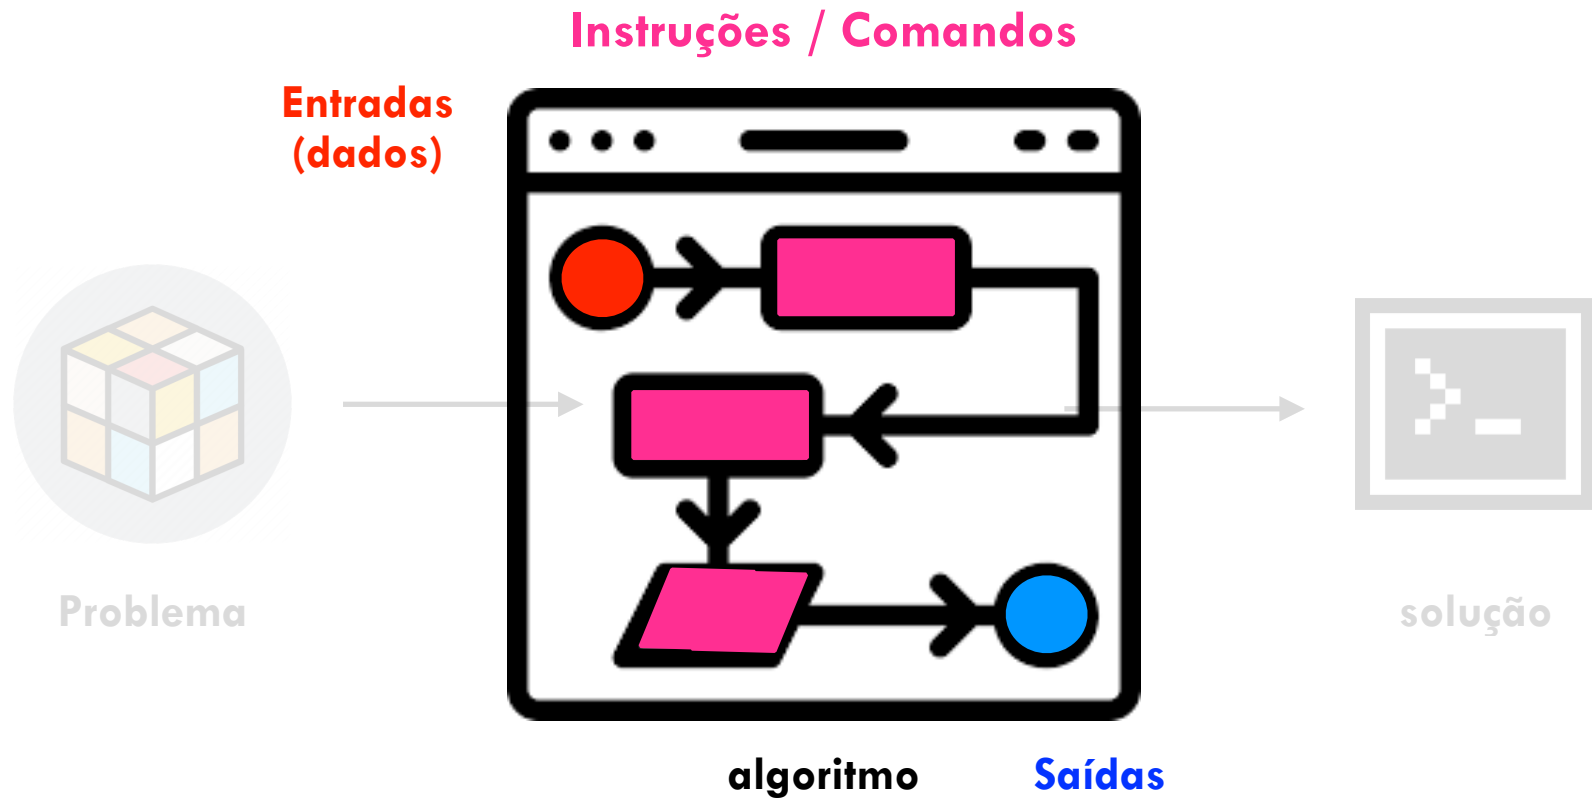 Instruções / Comandos
Entradas
(dados)
Problema
solução
algoritmo
Saídas